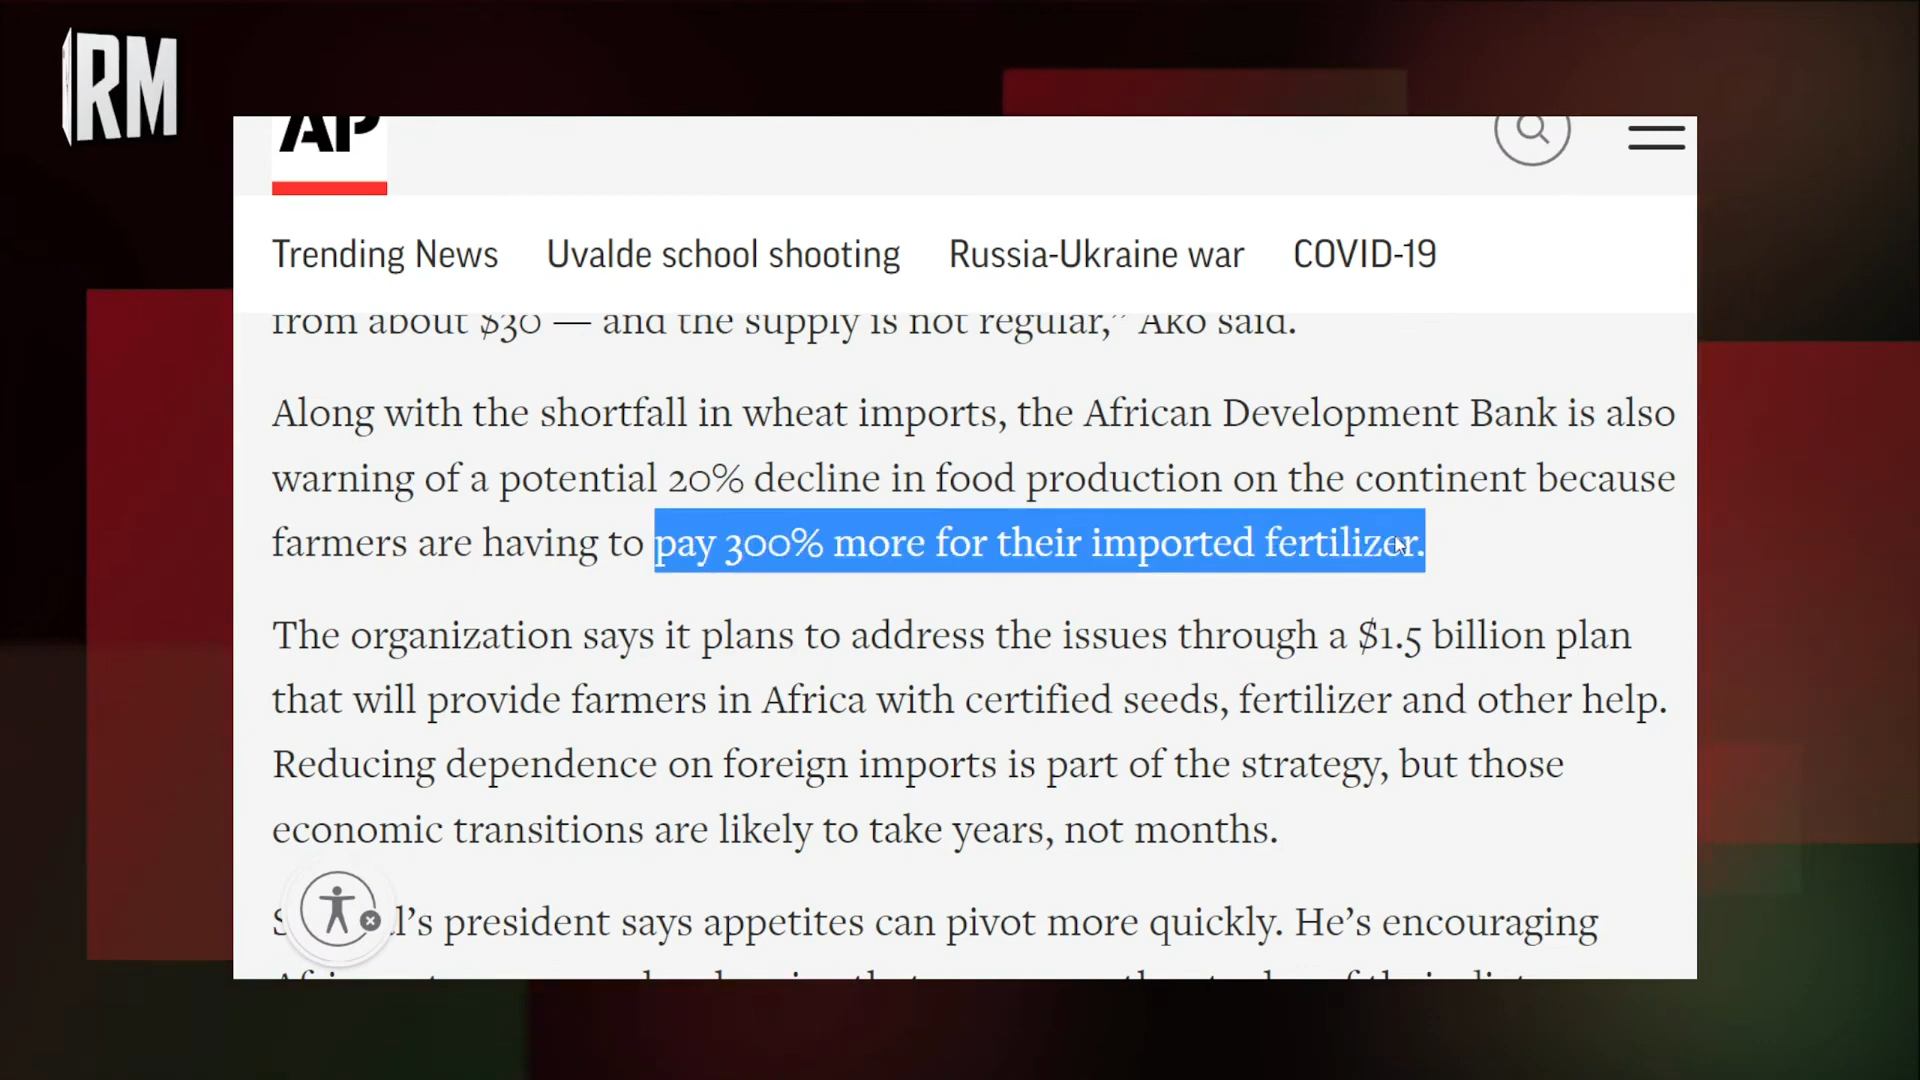 RM
AP
Trending News Uvalde school shooting Russia-Ukraine war COVID-19
from about $30 — and the supply is not regular,” Ako said.
Along with the shortfall in wheat imports, the African Development Bank is also
warning of a potential 20% decline in food production on the continent because
farmers are having to pay 300% more for their imported fertilizer.
The organization says it plans to address the issues through a $1.5 billion plan
that will provide farmers in Africa with certified seeds, fertilizer and other help.
Reducing dependence on foreign imports is part of the strategy, but those
economic transitions are likely to take years, not months.
president says appetites can pivot more quickly. He’s encouraging